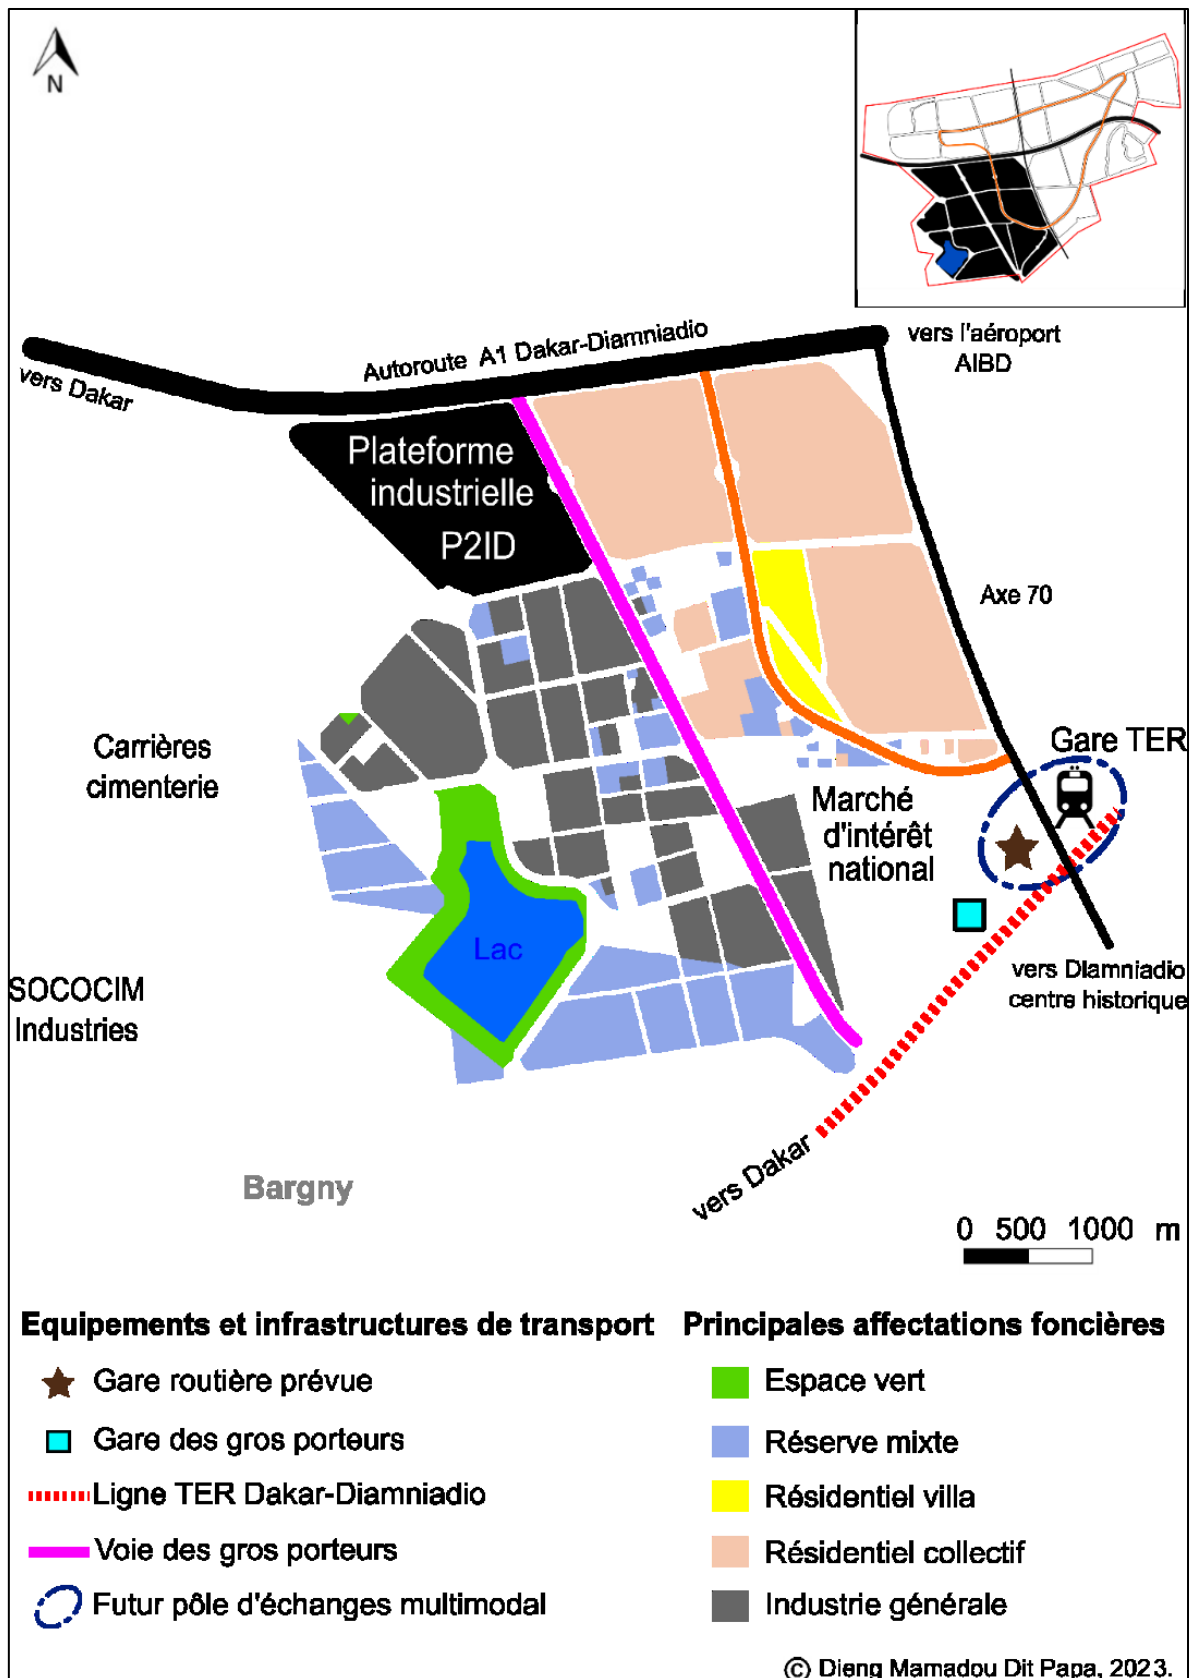 N
Autoroute A1 Dakar-Diamniadio
vers l'aéroport
AIBD
vers Dakar
Plateforme
industrielle
P2ID
Axe 70
Carrières
cimenterie
Gare TER
Marché
d'intérêt
national
Lac
SOCOCIM
Industries
vers Diamniadio
centre historique
vers Dakar
Bargny
0 500 1000 m
Equipements et infrastructures de transport
Gare routière prévue
Gare des gros porteurs
Ligne TER Dakar-Diamniadio
Voie des gros porteurs
Futur pôle d'échanges multimodal
Principales affectations foncières
Espace vert
Réserve mixte
Résidentiel villa
Résidentiel collectif
Industrie générale
© Dieng Mamadou Dit Papa, 2023.